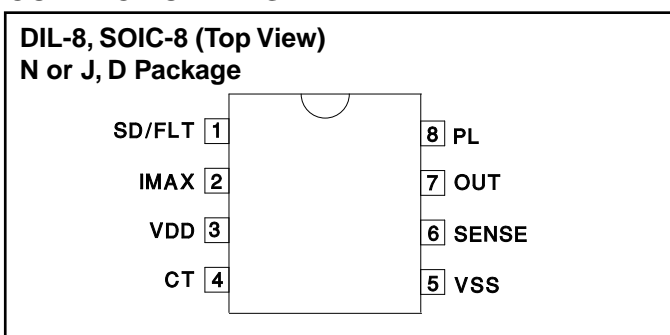 DIL-8, SOIC-8 (Top View)
N or J, D Package
SD/FLT 1
8 PL
IMAX 2
7 OUT
VDD 3
6 SENSE
CT 4
5 VSS